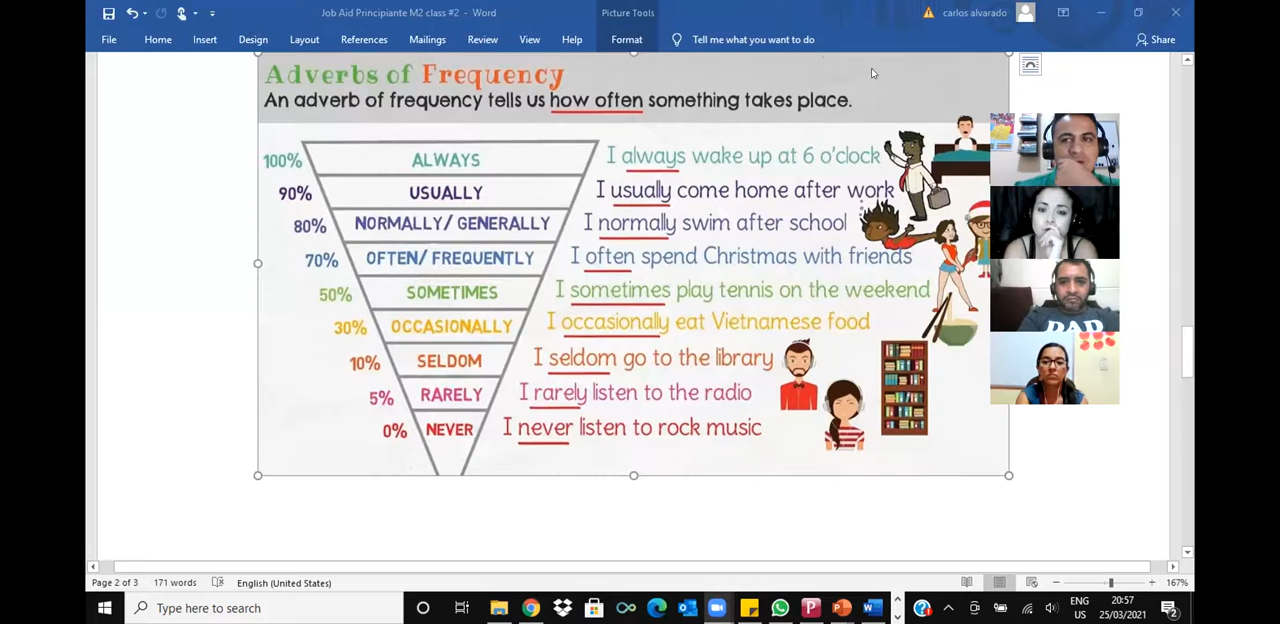 Job Aid Principiante M2 class #2 - Word
Picture Tools
carlos alvarado
File Home Insert Design Layout References Mailings Review View Help Format Tell me what you want to do Share
Adverbs of Frequency
An adverb of frequency tells us how often something takes place.
100% ALWAYS I always wake up at 6 o'clock
90% USUALLY I usually come home after work
80% NORMALLY/ GENERALLY I normally swim after school
70% OFTEN/ FREQUENTLY I often spend Christmas with friends
50% SOMETIMES I sometimes play tennis on the weekend
30% OCCASIONALLY I occasionally eat Vietnamese food
10% SELDOM I seldom go to the library
5% RARELY I rarely listen to the radio
0% NEVER I never listen to rock music
DAD
Page 2 of 3 171 words English (United States) 167%
Type here to search
ENG
US
20:57
25/03/2021
2